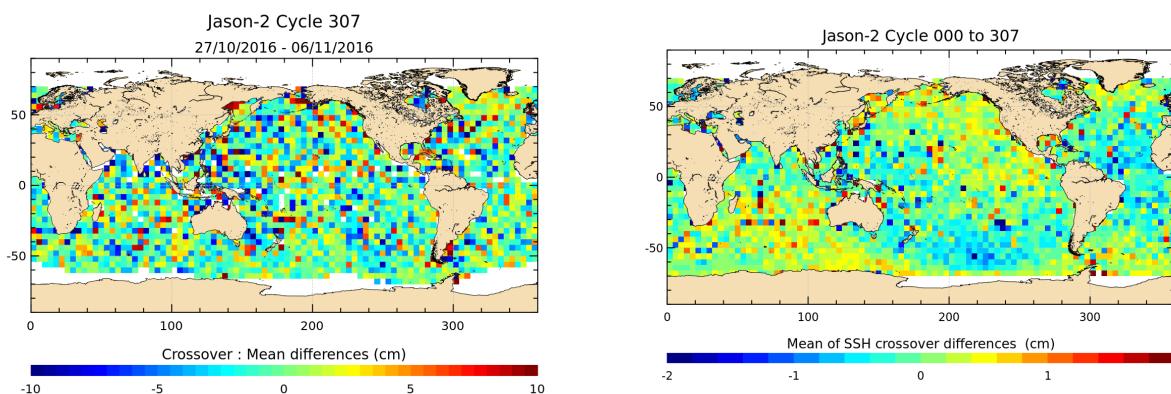 Jason-2 Cycle 307
27/10/2016 - 06/11/2016
50
0
-50
0 100 200 300
Crossover : Mean differences (cm)
-10 -5 0 5 10
Jason-2 Cycle 000 to 307
50
0
-50
0 100 200 300
Mean of SSH crossover differences (cm)
-2 -1 0 1